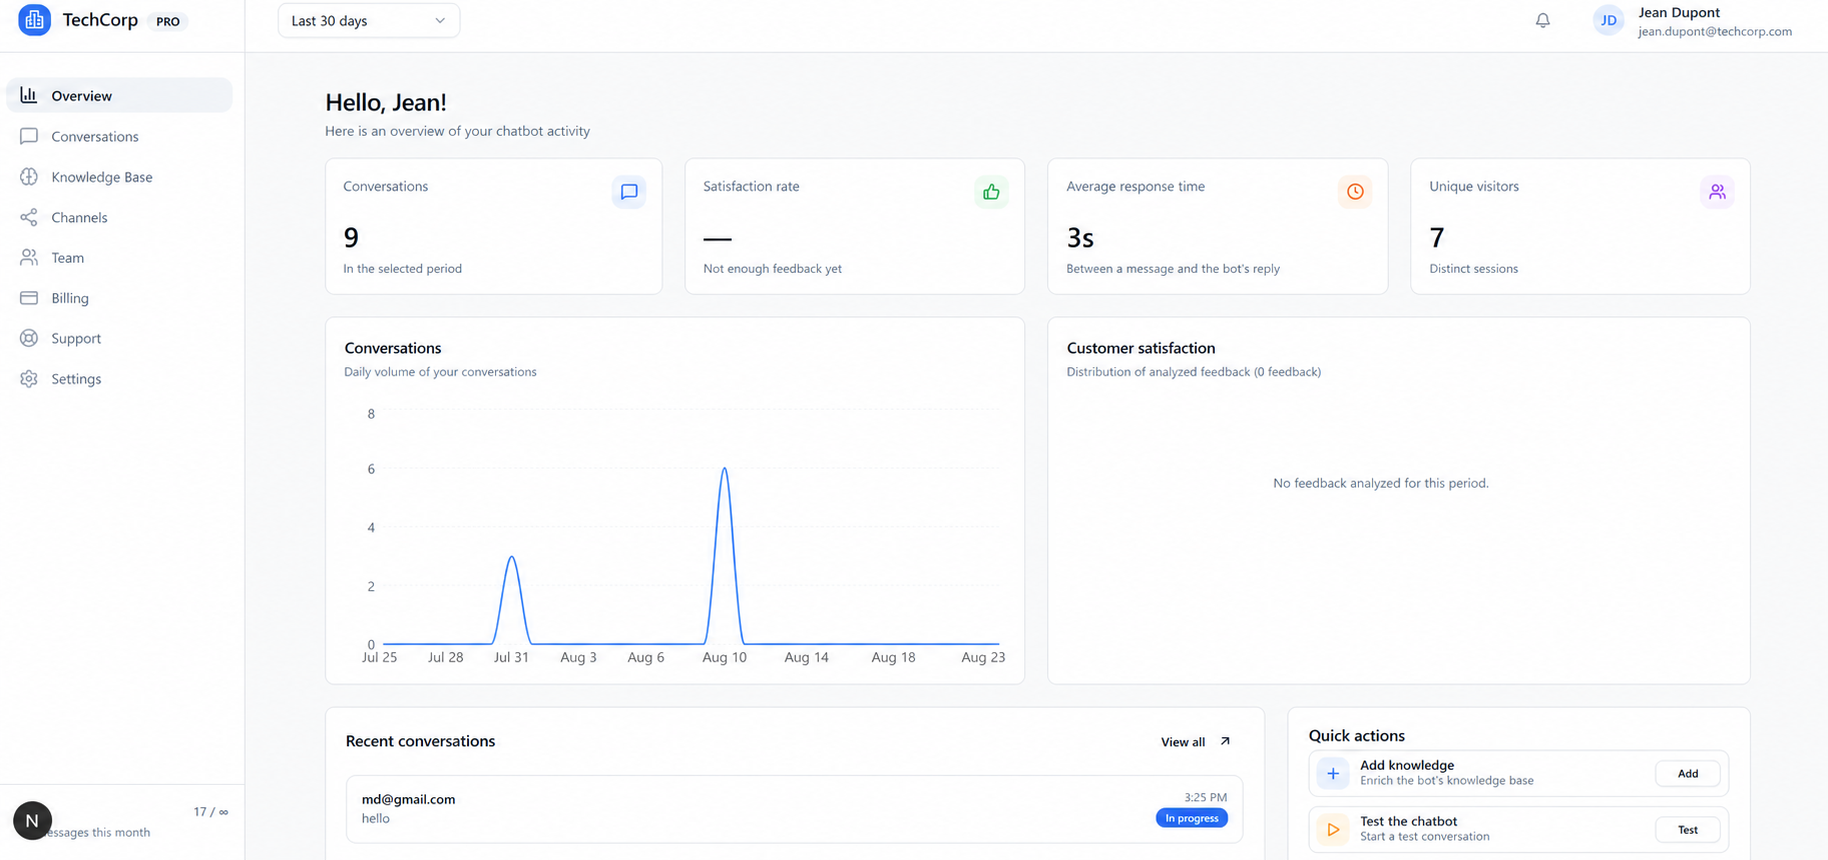 TechCorp PRO
Last 30 days
JD
Jean Dupont
jean.dupont@techcorp.com
Overview
Conversations
Knowledge Base
Channels
Team
Billing
Support
Settings
17 / ∞
N
essages this month
Hello, Jean!
Here is an overview of your chatbot activity
Conversations
9
In the selected period
Satisfaction rate
—
Not enough feedback yet
Average response time
3s
Between a message and the bot's reply
Unique visitors
7
Distinct sessions
Conversations
Daily volume of your conversations
8
6
4
2
0
Jul 25 Jul 28 Jul 31 Aug 3 Aug 6 Aug 10 Aug 14 Aug 18 Aug 23
Customer satisfaction
Distribution of analyzed feedback (0 feedback)
No feedback analyzed for this period.
Recent conversations
View all
md@gmail.com
3:25 PM
hello
In progress
Quick actions
Add knowledge
Enrich the bot's knowledge base
Add
Test the chatbot
Start a test conversation
Test